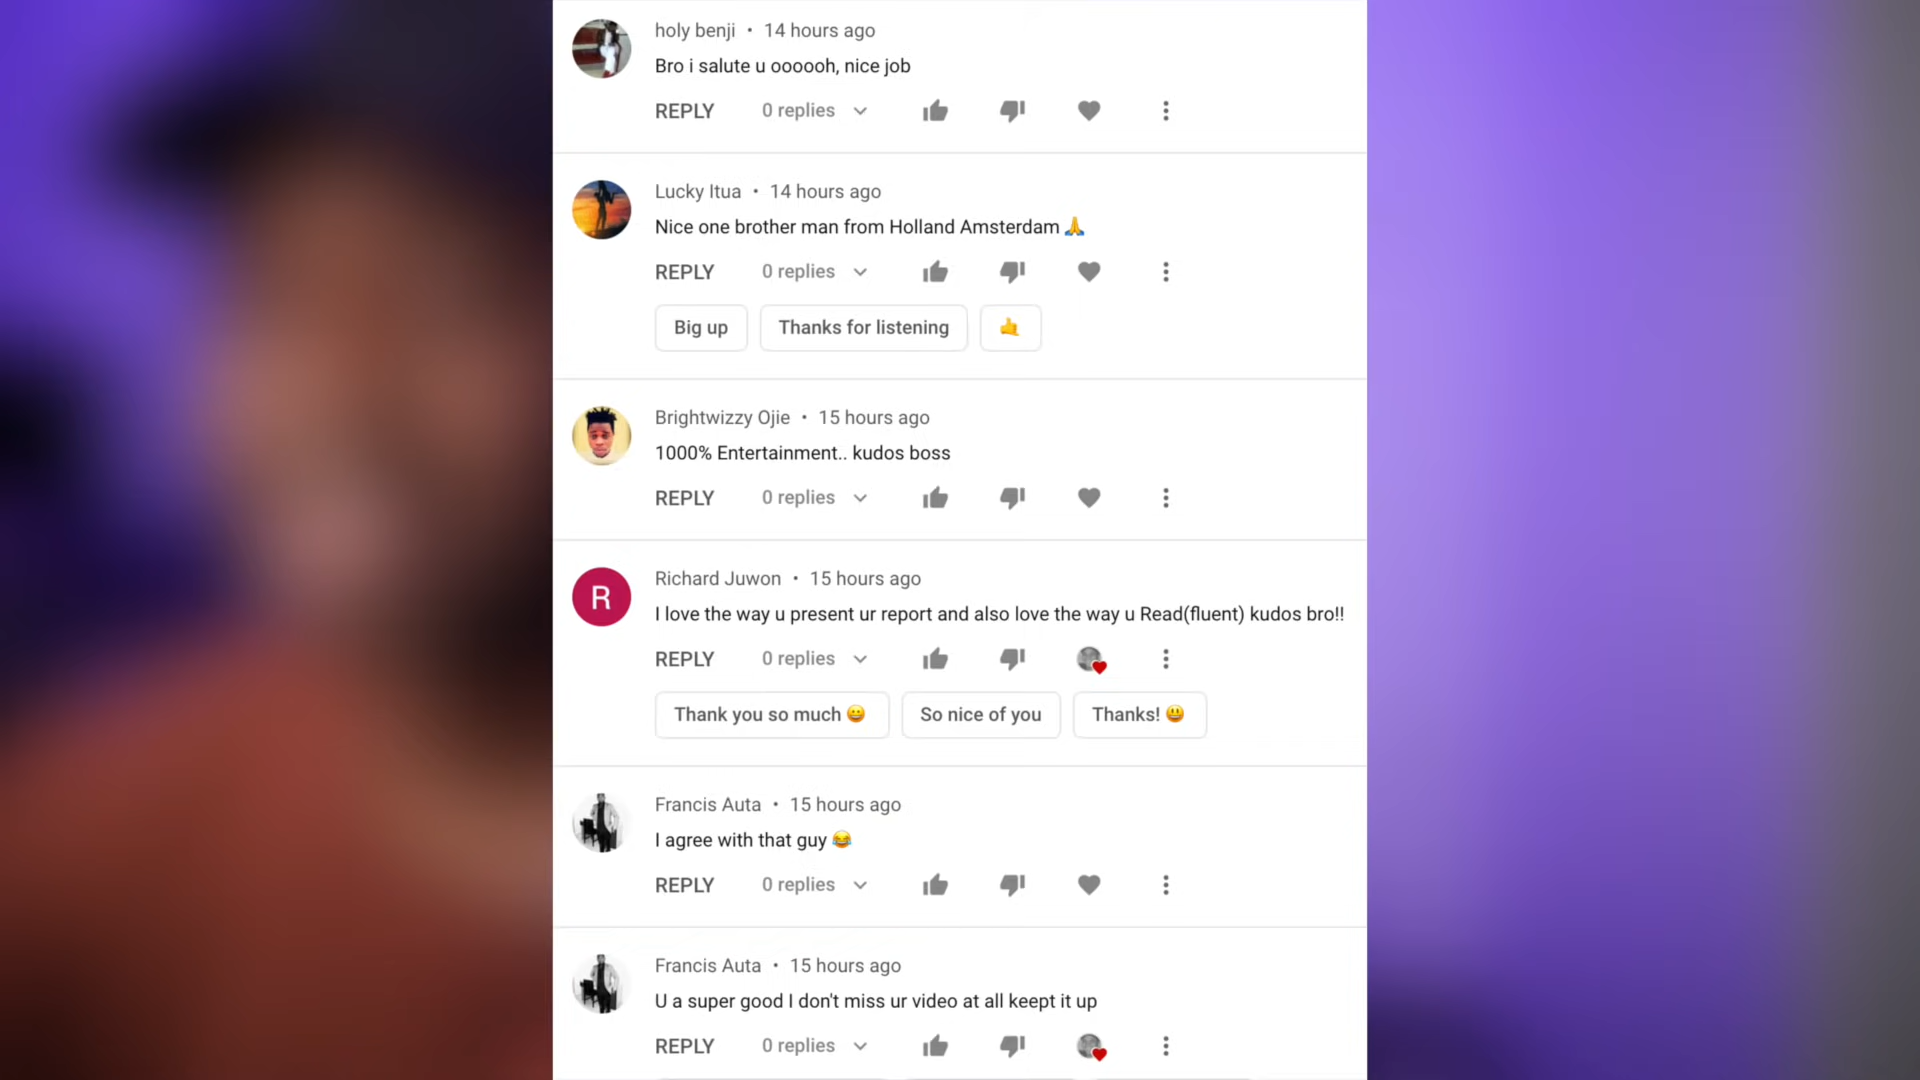 holy benji • 14 hours ago
Bro i salute u oooooh, nice job
REPLY 0 replies
Lucky Itua • 14 hours ago
Nice one brother man from Holland Amsterdam 🙏
REPLY 0 replies
Big up Thanks for listening 🤙
Brightwizzy Ojie • 15 hours ago
1000% Entertainment.. kudos boss
REPLY 0 replies
R
Richard Juwon • 15 hours ago
I love the way u present ur report and also love the way u Read(fluent) kudos bro!!
REPLY 0 replies
Thank you so much 😀 So nice of you Thanks! 😃
Francis Auta • 15 hours ago
I agree with that guy 😂
REPLY 0 replies
Francis Auta • 15 hours ago
U a super good I don't miss ur video at all keept it up
REPLY 0 replies